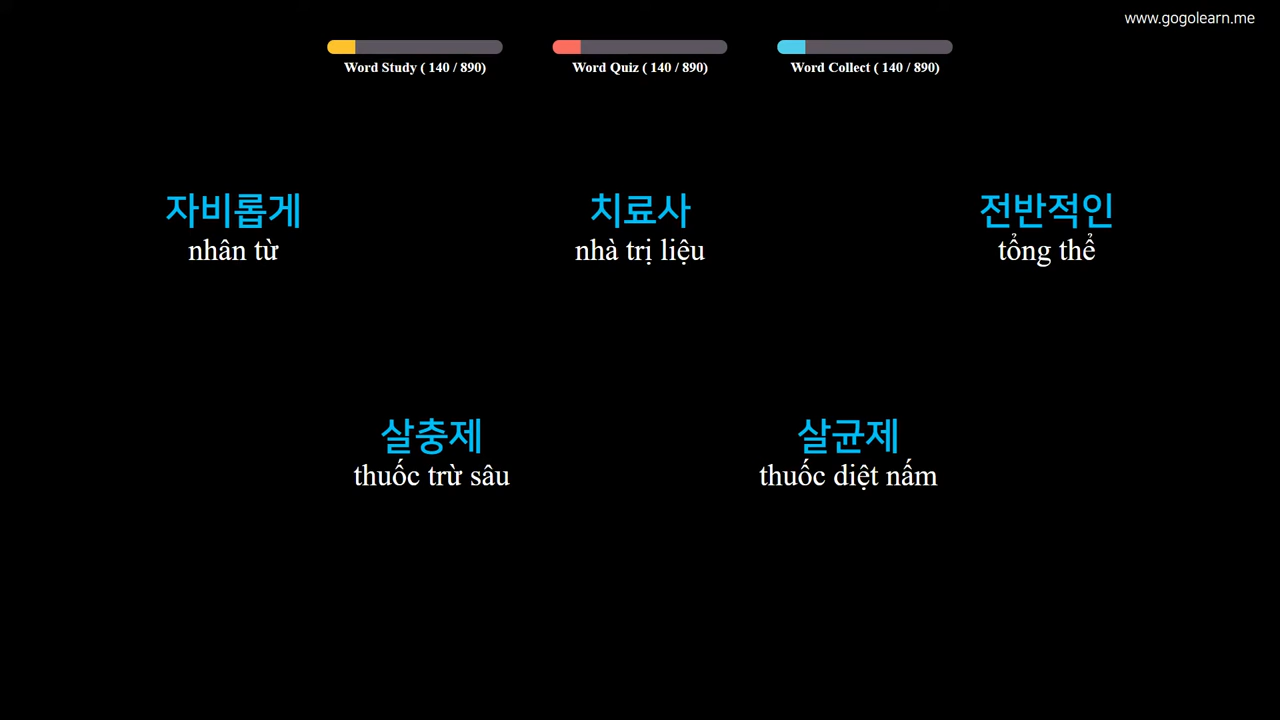 www.gogolearn.me
Word Study ( 140 / 890)
Word Quiz ( 140 / 890)
Word Collect ( 140 / 890)
자비롭게
nhân từ
치료사
nhà trị liệu
전반적인
tổng thể
살충제
thuốc trừ sâu
살균제
thuốc diệt nấm